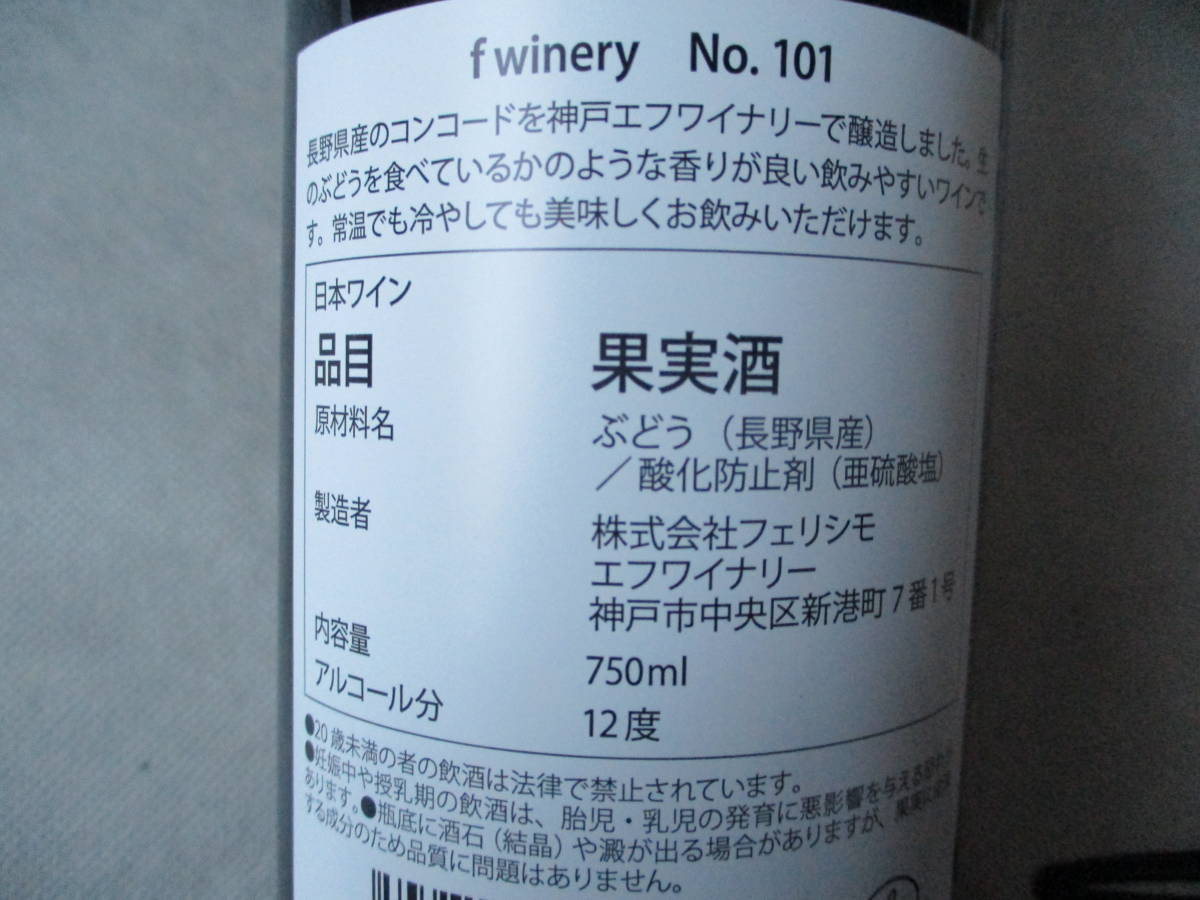 f winery No. 101
長野県産のコンコードを神戸エフワイナリーで醸造しました。生
のぶどうを食べているかのような香りが良い飲みやすいワインで
す。常温でも冷やしても美味しくお飲みいただけます。
日本ワイン
品目 果実酒
原材料名 ぶどう（長野県産）
／酸化防止剤（亜硫酸塩）
製造者 株式会社フェリシモ
エフワイナリー
神戸市中央区新港町7番1号
内容量 750ml
アルコール分 12度
●20歳未満の者の飲酒は法律で禁止されています。
●妊娠中や授乳期の飲酒は、胎児・乳児の発育に悪影響を与える
あります。●瓶底に酒石（結晶）や澱が出る場合がありますが、果実に
する成分のため品質に問題はありません。